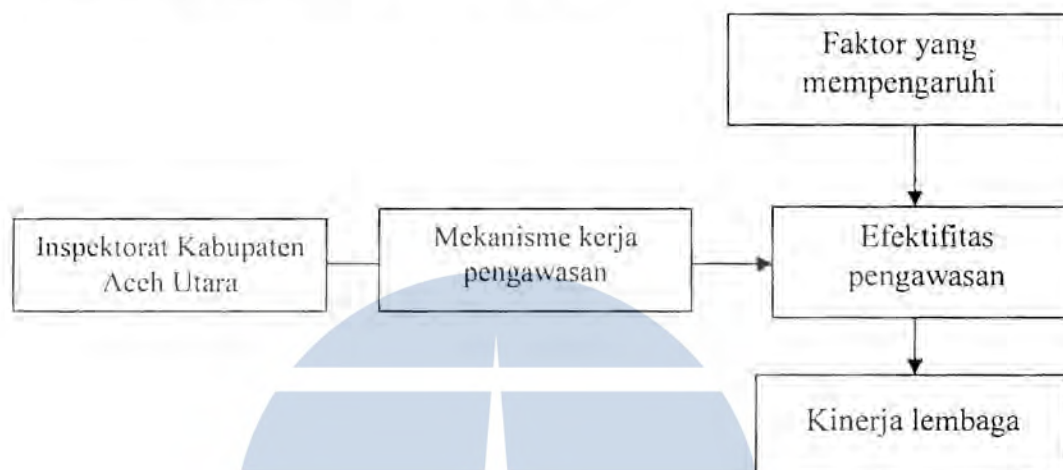 Faktor yang
mempengaruhi
Inspektorat Kabupaten
Aceh Utara
Mekanisme kerja
pengawasan
Efektifitas
pengawasan
Kinerja lembaga